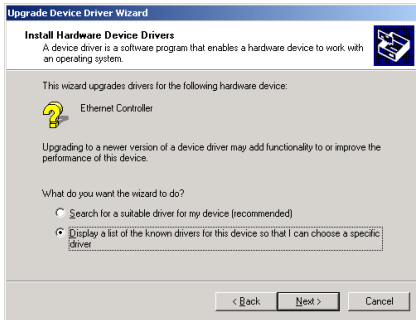 Upgrade Device Driver Wizard
Install Hardware Device Drivers
A device driver is a software program that enables a hardware device to work with
an operating system.
This wizard upgrades drivers for the following hardware device:
Ethernet Controller
Upgrading to a newer version of a device driver may add functionality to or improve the
performance of this device.
What do you want the wizard to do?
Search for a suitable driver for my device (recommended)
Display a list of the known drivers for this device so that I can choose a specific
driver
< Back
Next >
Cancel